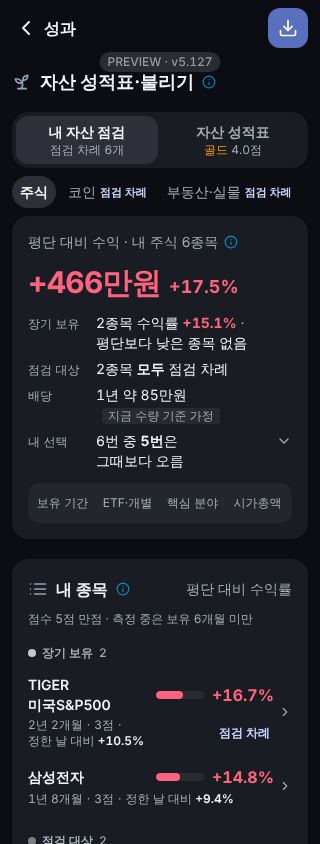 성과
PREVIEW · v5.127
자산 성적표·불리기
내 자산 점검
점검 차례 6개
자산 성적표
골드 4.0점
주식
코인 점검 차례
부동산·실물 점검 차례
평단 대비 수익 · 내 주식 6종목
+466만원 +17.5%
장기 보유 2종목 수익률 +15.1% ·
평단보다 낮은 종목 없음
점검 대상 2종목 모두 점검 차례
배당 1년 약 85만원
지금 수량 기준 가정
내 선택 6번 중 5번은
그때보다 오름
보유 기간 ETF·개별 핵심 분야 시가총액
내 종목 평단 대비 수익률
점수 5점 만점 · 측정 중은 보유 6개월 미만
장기 보유 2
TIGER
미국S&P500 +16.7%
2년 2개월 · 3점 ·
정한 날 대비 +10.5%
점검 차례
삼성전자 +14.8%
1년 8개월 · 3점 · 정한 날 대비 +9.4%
점검 대상 2